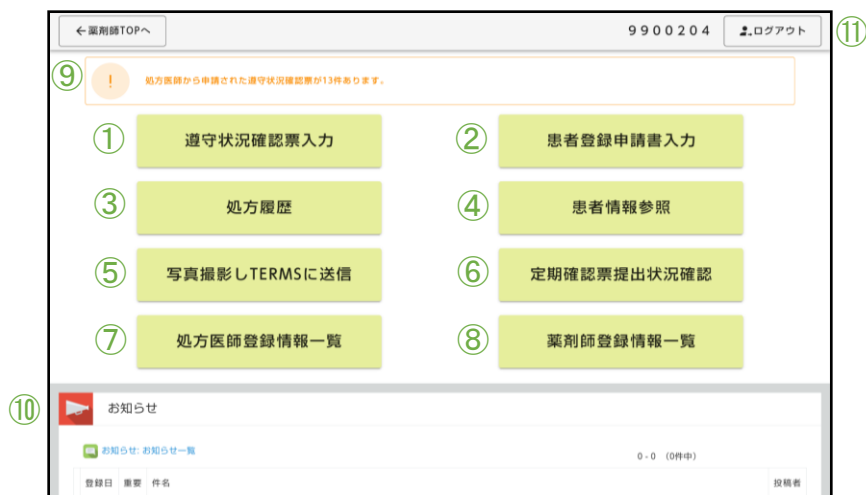 ←薬剤師TOPへ 9900204 ログアウト ⑪
⑨ ! 処方医師から申請された遵守状況確認票が13件あります。
① 遵守状況確認票入力 ② 患者登録申請書入力
③ 処方履歴 ④ 患者情報参照
⑤ 写真撮影しTERMSに送信 ⑥ 定期確認票提出状況確認
⑦ 処方医師登録情報一覧 ⑧ 薬剤師登録情報一覧
⑩ お知らせ
お知らせ: お知らせ一覧 0 - 0 (0件中)
登録日 重要 件名 投稿者